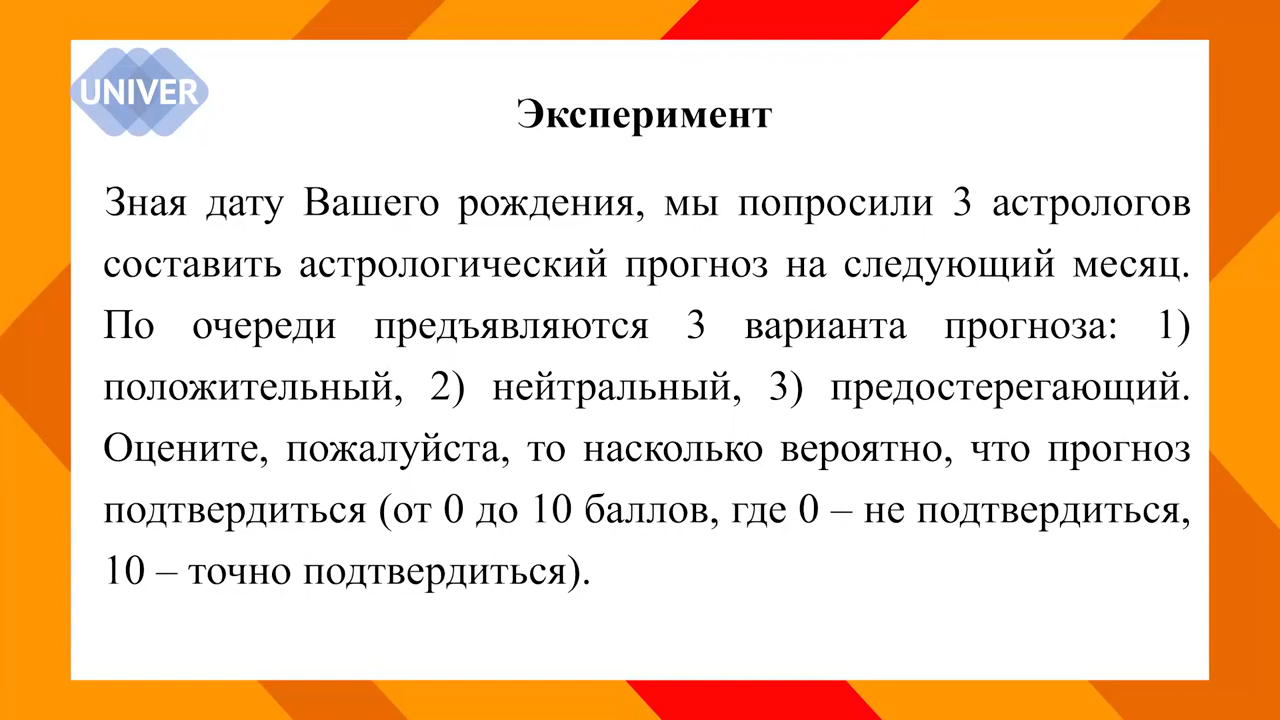 UNIVER
Эксперимент
Зная дату Вашего рождения, мы попросили 3 астрологов
составить астрологический прогноз на следующий месяц.
По очереди предъявляются 3 варианта прогноза: 1)
положительный, 2) нейтральный, 3) предостерегающий.
Оцените, пожалуйста, то насколько вероятно, что прогноз
подтвердиться (от 0 до 10 баллов, где 0 – не подтвердиться,
10 – точно подтвердиться).